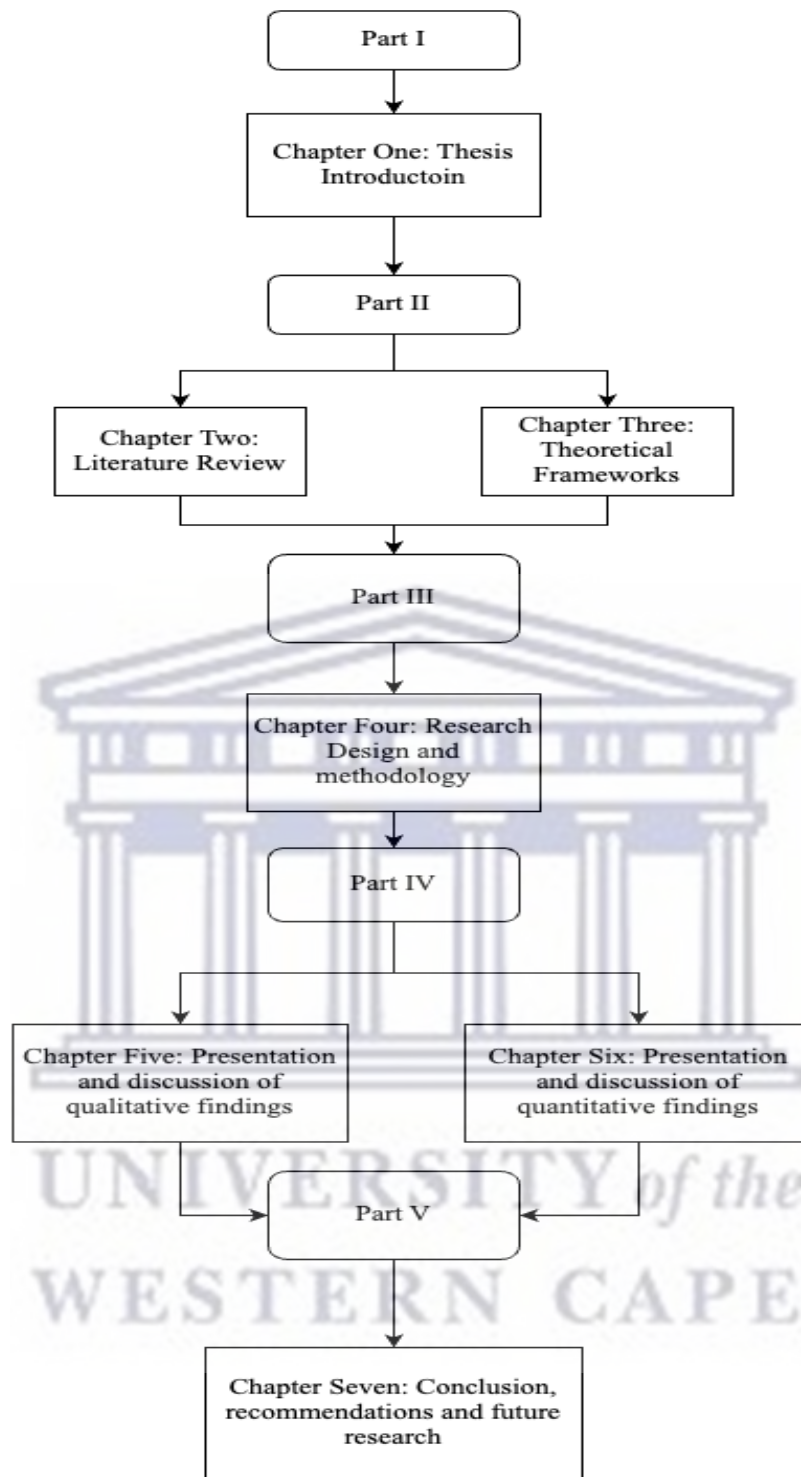 Part I
Chapter One: Thesis
Introductoin
Part II
Chapter Two:
Literature Review
Chapter Three:
Theoretical
Frameworks
Part III
Chapter Four: Research
Design and
methodology
Part IV
Chapter Five: Presentation
and discussion of
qualitative findings
Chapter Six: Presentation
and discussion of
quantitative findings
UNIVERSITY of the
Part V
WESTERN CAPE
Chapter Seven: Conclusion,
recommendations and future
research